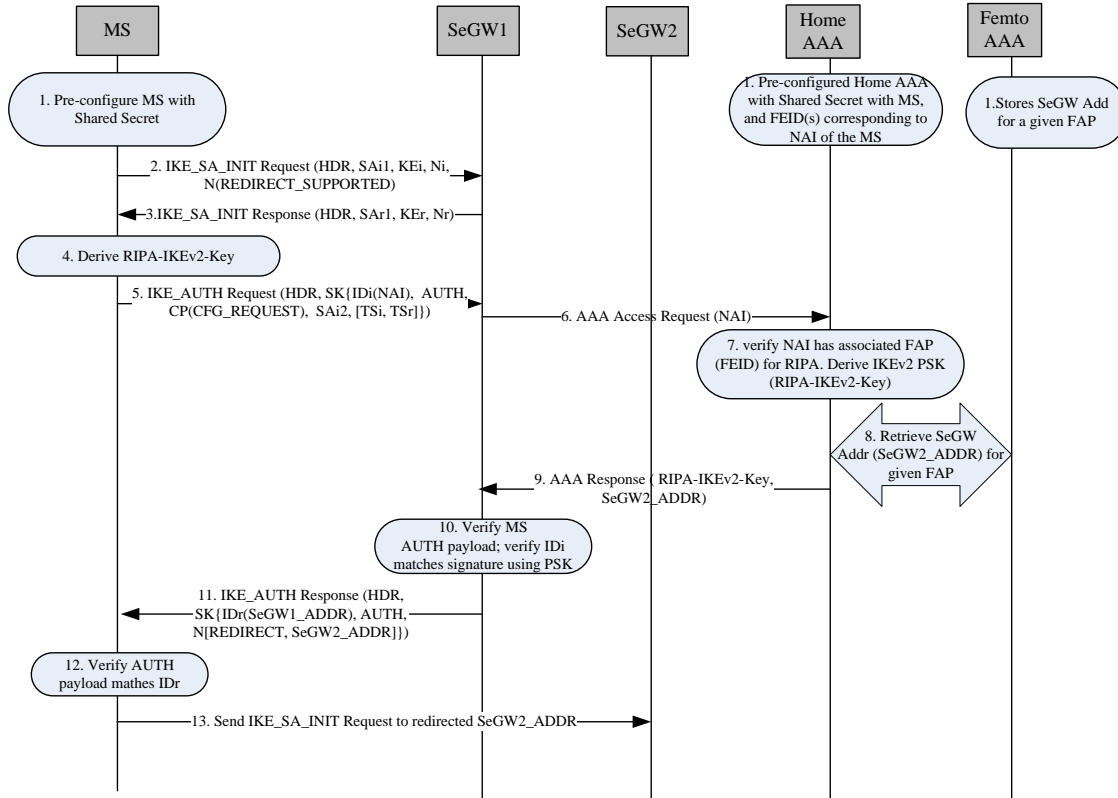 MS
SeGW1
SeGW2
Home
AAA
Femto
AAA
1. Pre-configure MS with
Shared Secret
1. Pre-configured Home AAA
with Shared Secret with MS,
and FEID(s) corresponding to
NAI of the MS
1.Stores SeGW Add
for a given FAP
2. IKE_SA_INIT Request (HDR, SAi1, KEi, Ni,
N(REDIRECT_SUPPORTED)
3.IKE_SA_INIT Response (HDR, SAr1, KEr, Nr)
4. Derive RIPA-IKEv2-Key
5. IKE_AUTH Request (HDR, SK{IDi(NAI), AUTH,
CP(CFG_REQUEST), SAi2, [TSi, TSr]})
6. AAA Access Request (NAI)
7. verify NAI has associated FAP
(FEID) for RIPA. Derive IKEv2 PSK
(RIPA-IKEv2-Key)
8. Retrieve SeGW
Addr (SeGW2_ADDR) for
given FAP
9. AAA Response ( RIPA-IKEv2-Key,
SeGW2_ADDR)
10. Verify MS
AUTH payload; verify IDi
matches signature using PSK
11. IKE_AUTH Response (HDR,
SK{IDr(SeGW1_ADDR), AUTH,
N[REDIRECT, SeGW2_ADDR]})
12. Verify AUTH
payload mathes IDr
13. Send IKE_SA_INIT Request to redirected SeGW2_ADDR